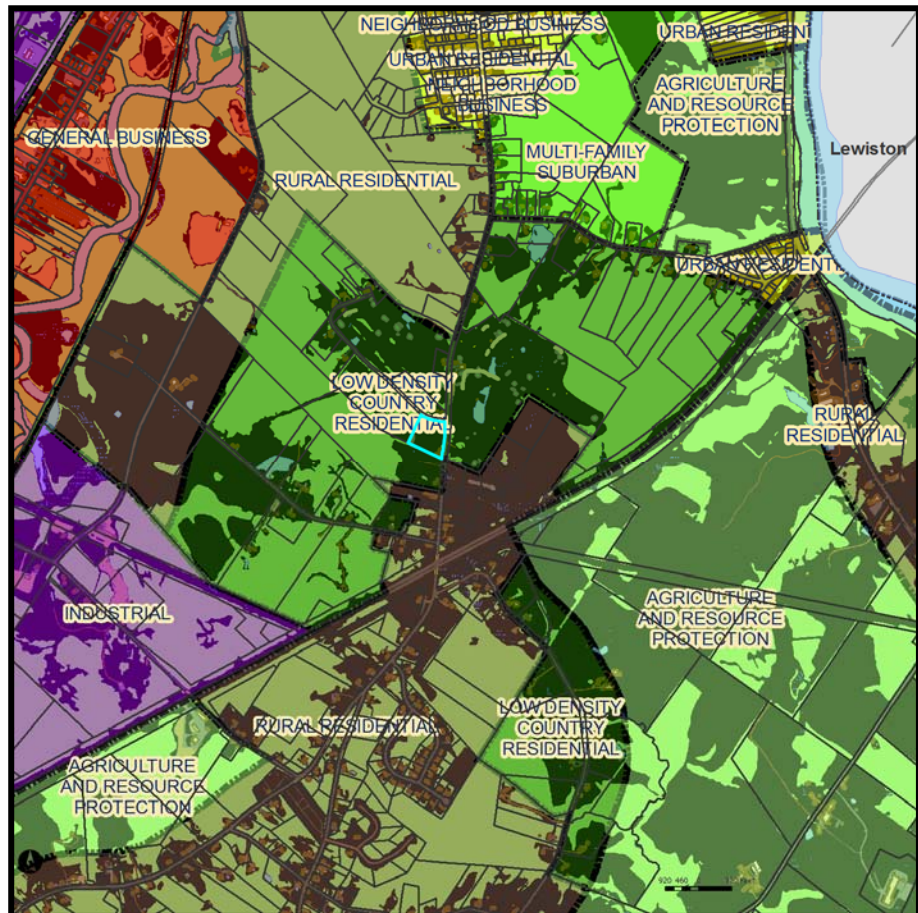 NEIGHBORHOOD BUSINESS
URBAN RESIDENT
URBAN RESIDENTIAL
NEIGHBORHOOD
BUSINESS
AGRICULTURE
AND RESOURCE
PROTECTION
GENERAL BUSINESS
Lewiston
MULTI-FAMILY
SUBURBAN
RURAL RESIDENTIAL
LOW DENSITY
COUNTRY
RESIDENTIAL
RURAL
RESIDENTIAL
INDUSTRIAL
AGRICULTURE
AND RESOURCE
PROTECTION
RURAL RESIDENTIAL
LOW DENSITY
COUNTRY
RESIDENTIAL
AGRICULTURE
AND RESOURCE
PROTECTION
920 460